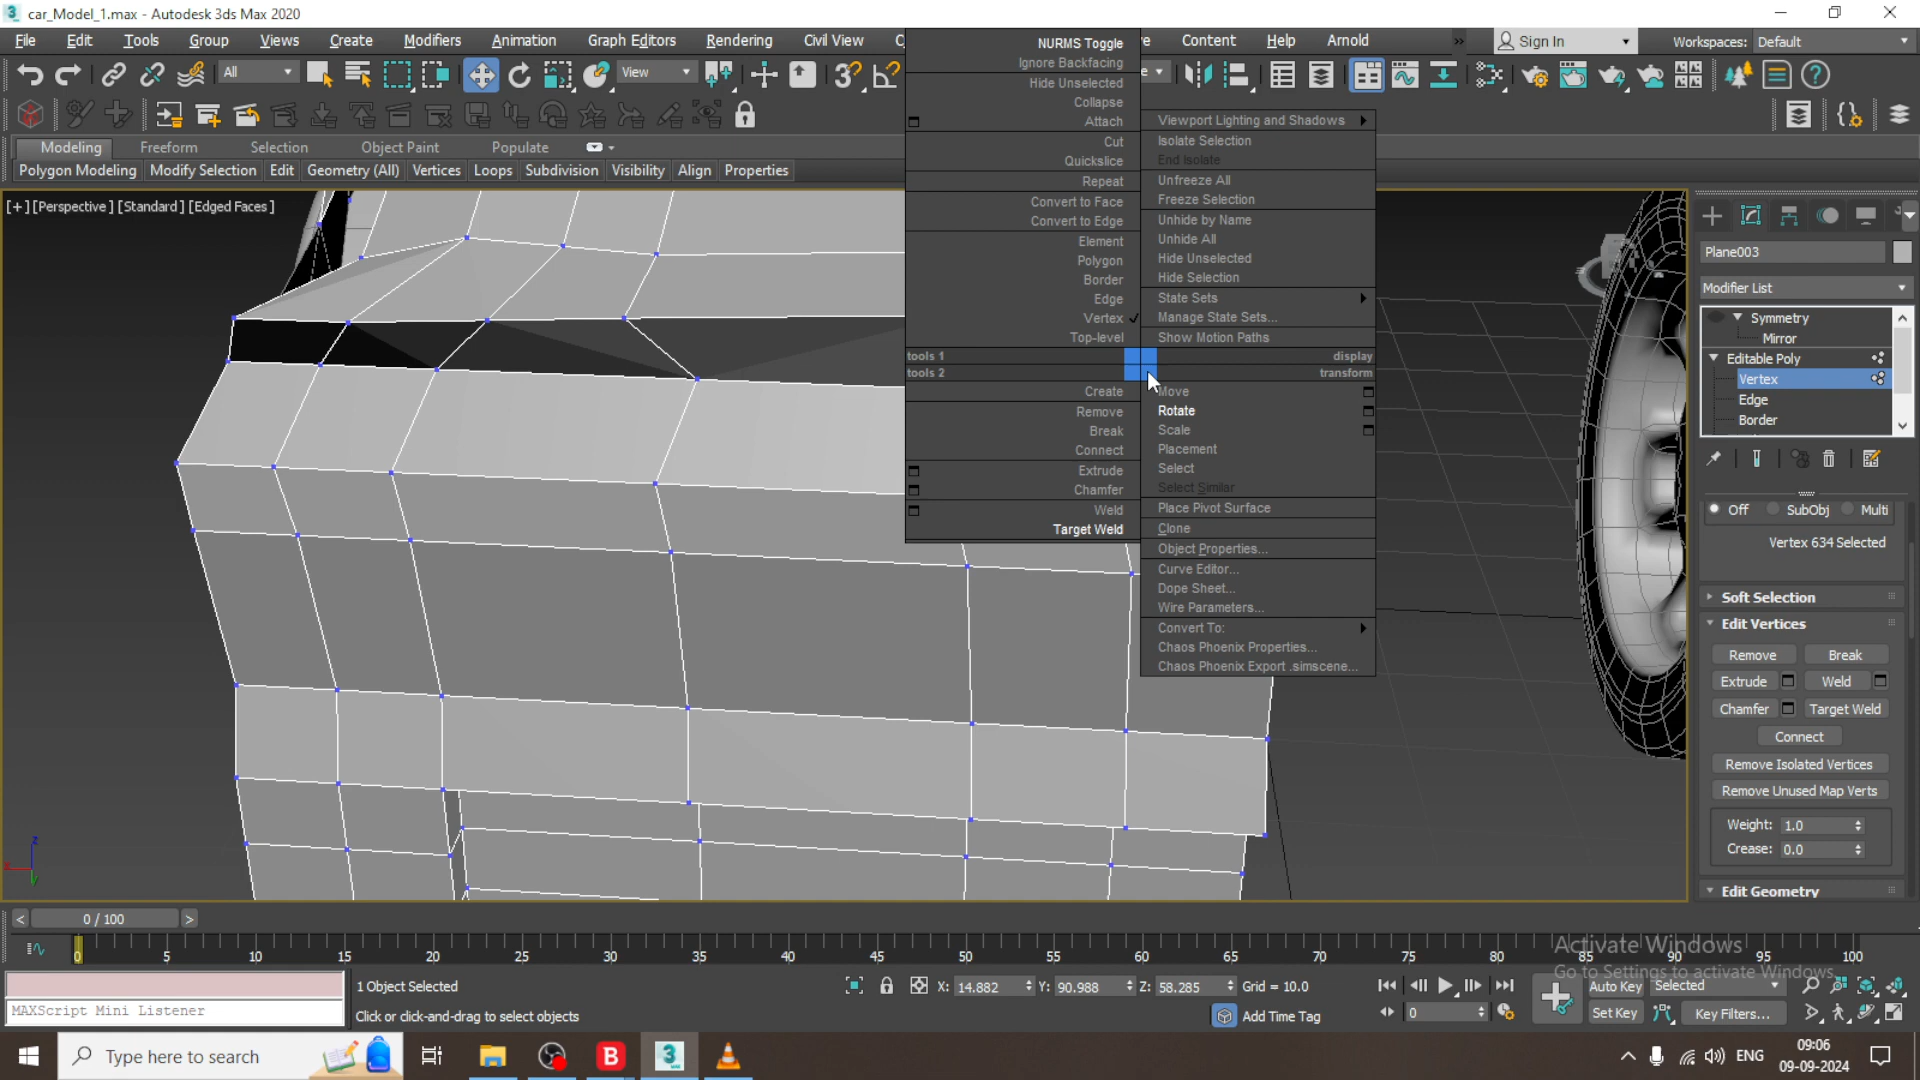 car_Model_1.max - Autodesk 3ds Max 2020
File Edit Tools Group Views Create Modifiers Animation Graph Editors Rendering Civil View Content Help Arnold Sign In Workspaces: Default
All View
Modeling Freeform Selection Object Paint Populate
Polygon Modeling Modify Selection Edit Geometry (All) Vertices Loops Subdivision Visibility Align Properties
[+] [Perspective ] [Standard ] [Edged Faces ]
NURMS Toggle
Ignore Backfacing
Hide Unselected
Collapse
Attach
Cut
Quickslice
Repeat
Convert to Face
Convert to Edge
Element
Polygon
Border
Edge
Vertex
Top-level
tools 1
tools 2
Create
Remove
Break
Connect
Extrude
Chamfer
Weld
Target Weld
Viewport Lighting and Shadows
Isolate Selection
End Isolate
Unfreeze All
Freeze Selection
Unhide by Name
Unhide All
Hide Unselected
Hide Selection
State Sets
Manage State Sets...
Show Motion Paths
display
transform
Move
Rotate
Scale
Placement
Select
Select Similar
Place Pivot Surface
Clone
Object Properties...
Curve Editor...
Dope Sheet...
Wire Parameters...
Convert To:
Chaos Phoenix Properties...
Chaos Phoenix Export .simscene...
Plane003
Modifier List
Symmetry
Mirror
Editable Poly
Vertex
Edge
Border
Off SubObj Multi
Vertex 634 Selected
Soft Selection
Edit Vertices
Remove Break
Extrude Weld
Chamfer Target Weld
Connect
Remove Isolated Vertices
Remove Unused Map Verts
Weight: 1.0
Crease: 0.0
Edit Geometry
z
x
< 0 / 100 >
0 5 10 15 20 25 30 35 40 45 50 55 60 65 70 75 80 85 90 95 100
Activate Windows
Go to Settings to activate Windows.
1 Object Selected
X: 14.882 Y: 90.988 Z: 58.285 Grid = 10.0
Auto Key Selected
MAXScript Mini Listener
Click or click-and-drag to select objects
Add Time Tag
0
Set Key Key Filters...
Type here to search
B
3
ENG
09:06
09-09-2024